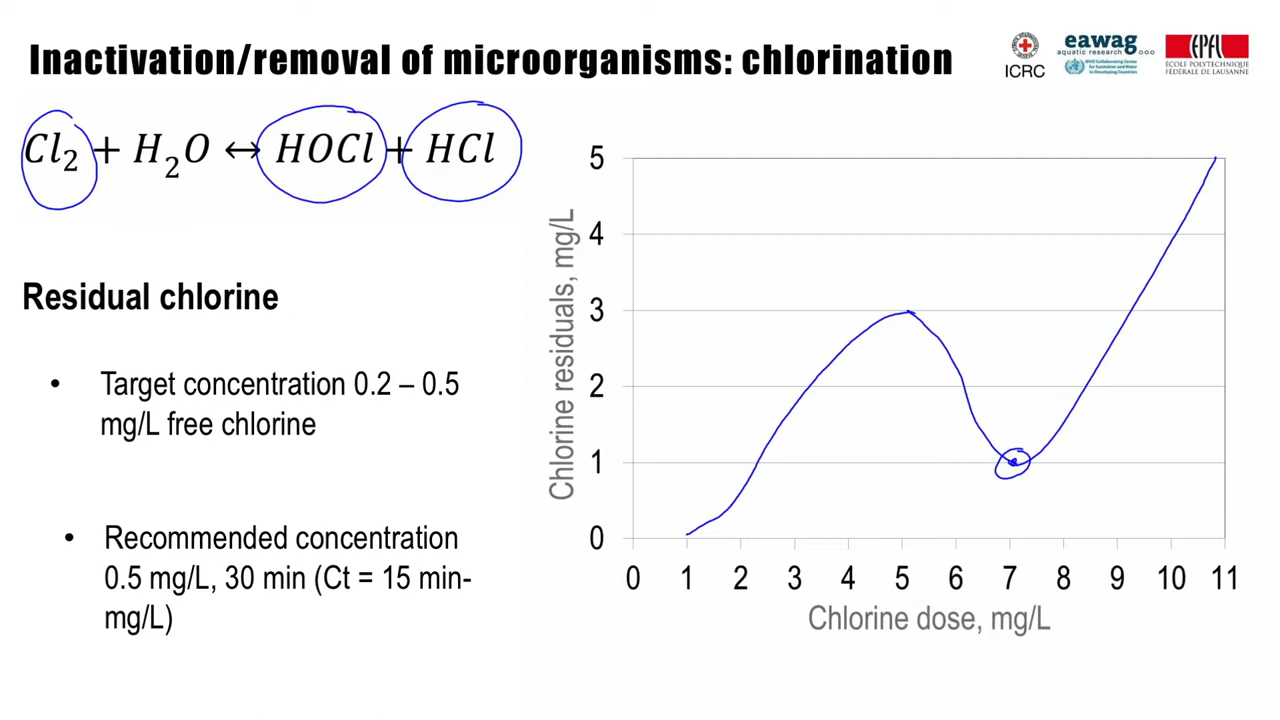 Inactivation/removal of microorganisms: chlorination
ICRC
eawag
aquatic research
EPFL
ÉCOLE POLYTECHNIQUE
FÉDÉRALE DE LAUSANNE
Cl₂ + H₂O ↔ HOCl + HCl
Residual chlorine
• Target concentration 0.2 – 0.5
mg/L free chlorine
• Recommended concentration
0.5 mg/L, 30 min (Ct = 15 min-
mg/L)
Chlorine residuals, mg/L
5
4
3
2
1
0
0 1 2 3 4 5 6 7 8 9 10 11
Chlorine dose, mg/L